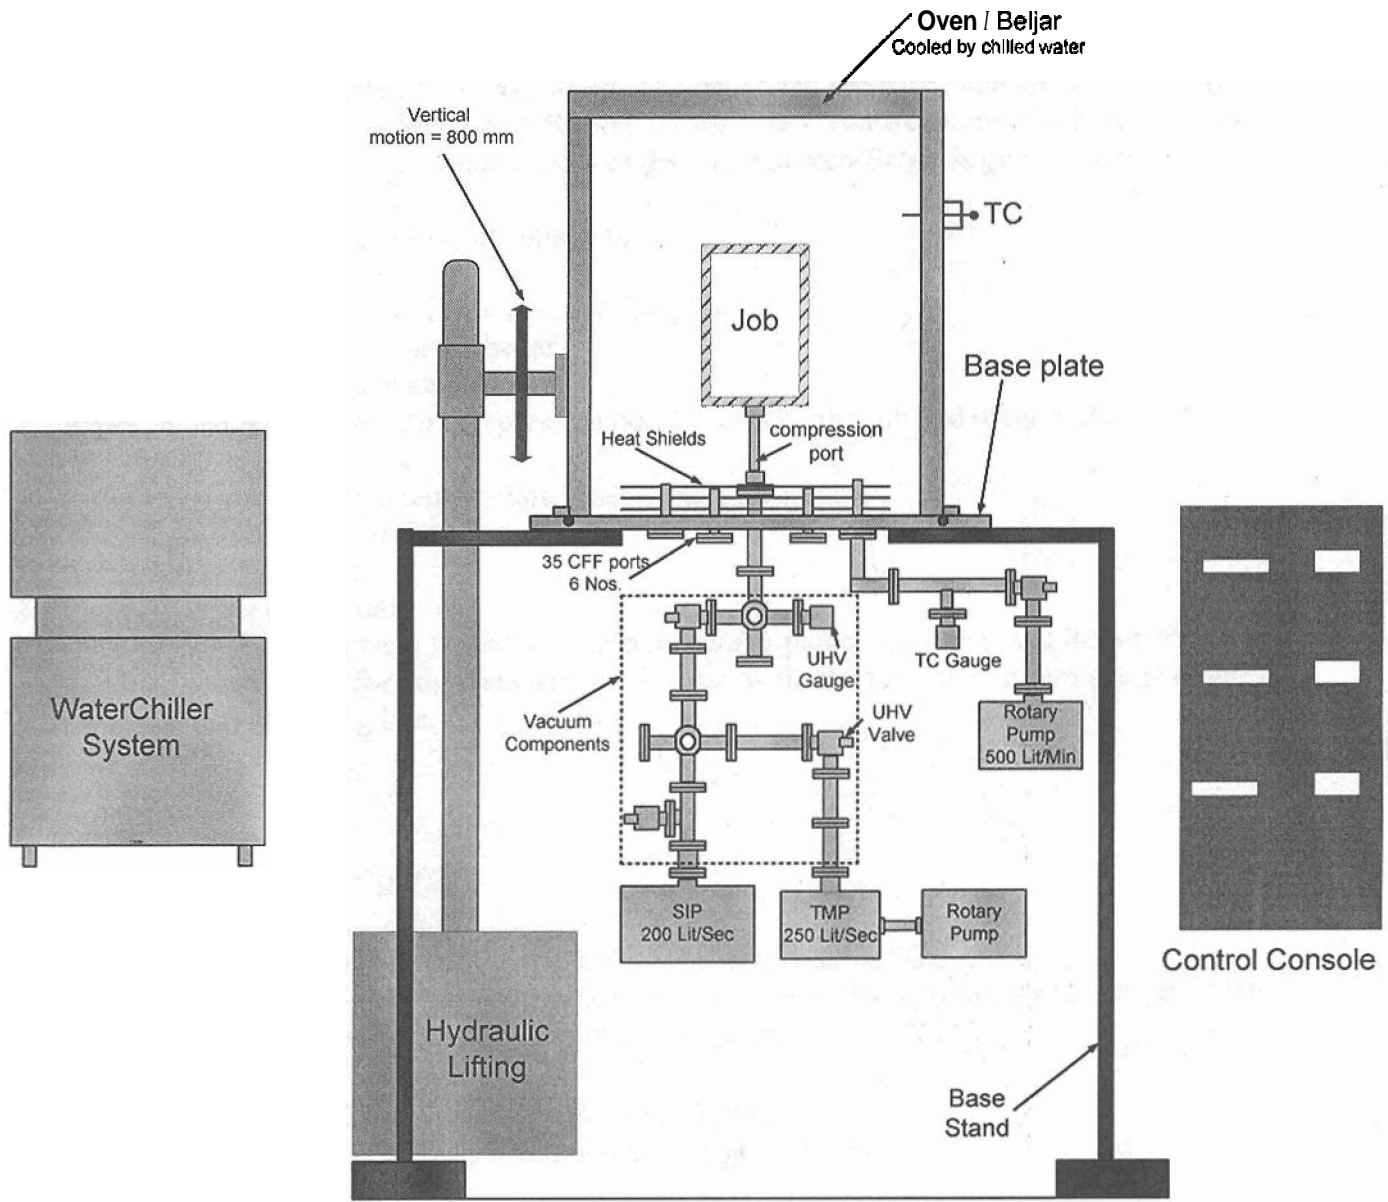 Oven / Beljar
Cooled by chilled water
Vertical
motion = 800 mm
TC
Job
Base plate
Heat Shields
compression
port
35 CFF ports
6 Nos.
UHV
Gauge
TC Gauge
WaterChiller
System
Vacuum
Components
UHV
Valve
Rotary
Pump
500 Lit/Min
SIP
200 Lit/Sec
TMP
250 Lit/Sec
Rotary
Pump
Control Console
Hydraulic
Lifting
Base
Stand